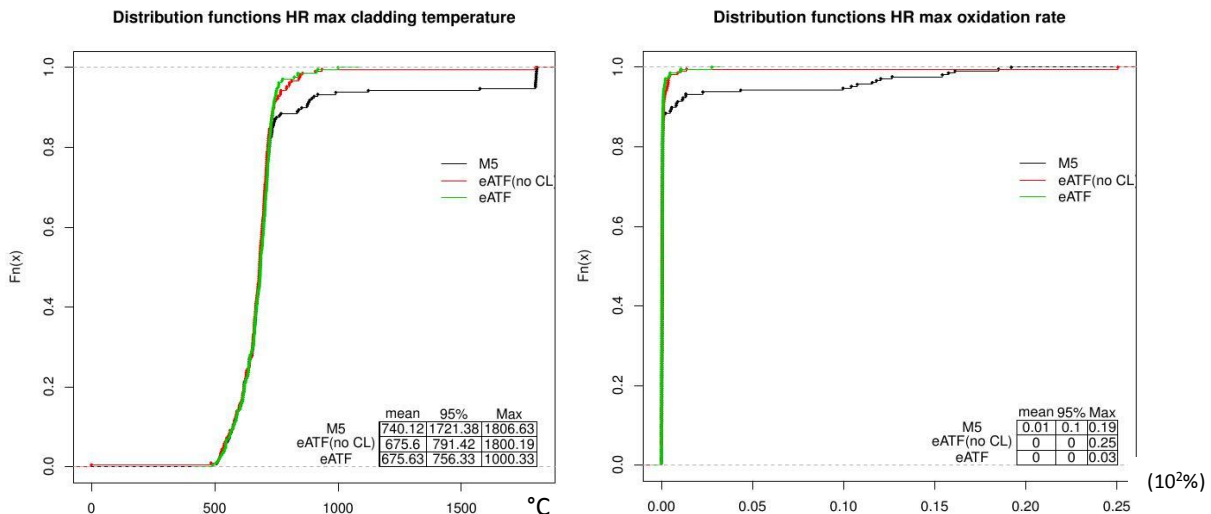 Distribution functions HR max cladding temperature
Fn(x)
1.0
0.8
0.6
0.4
0.2
0.0
M5
eATF(no CL)
eATF
mean 95% Max
M5 740.12 1721.38 1806.63
eATF(no CL) 675.6 791.42 1800.19
eATF 675.63 756.33 1000.33
0 500 1000 1500
°C
Distribution functions HR max oxidation rate
Fn(x)
1.0
0.8
0.6
0.4
0.2
0.0
M5
eATF(no CL)
eATF
mean 95% Max
M5 0.01 0.1 0.19
eATF(no CL) 0 0 0.25
eATF 0 0 0.03
0.00 0.05 0.10 0.15 0.20 0.25
(10²%)